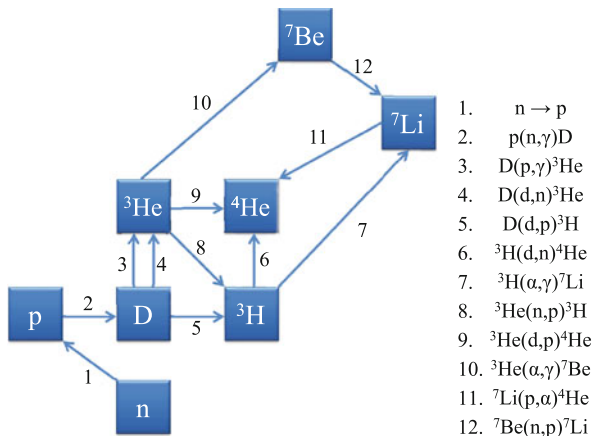 ⁷Be
12
10
⁷Li
11
³He
9
⁴He
7
8
3
4
6
p
2
D
5
³H
1
n
1. n → p
2. p(n,γ)D
3. D(p,γ)³He
4. D(d,n)³He
5. D(d,p)³H
6. ³H(d,n)⁴He
7. ³H(α,γ)⁷Li
8. ³He(n,p)³H
9. ³He(d,p)⁴He
10. ³He(α,γ)⁷Be
11. ⁷Li(p,α)⁴He
12. ⁷Be(n,p)⁷Li